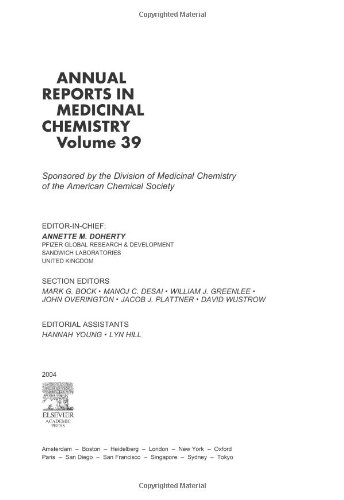 Copyrighted Material
ANNUAL
REPORTS IN
MEDICINAL
CHEMISTRY
Volume 39
Sponsored by the Division of Medicinal Chemistry
of the American Chemical Society
EDITOR-IN-CHIEF:
ANNETTE M. DOHERTY
PFIZER GLOBAL RESEARCH & DEVELOPMENT
SANDWICH LABORATORIES
UNITED KINGDOM
SECTION EDITORS
MARK G. BOCK • MANOJ C. DESAI • WILLIAM J. GREENLEE •
JOHN OVERINGTON • JACOB J. PLATTNER • DAVID WUSTROW
EDITORIAL ASSISTANTS
HANNAH YOUNG • LYN HILL
2004
ELSEVIER
ACADEMIC
PRESS
Amsterdam – Boston – Heidelberg – London – New York – Oxford
Paris – San Diego – San Francisco – Singapore – Sydney – Tokyo
Copyrighted Material